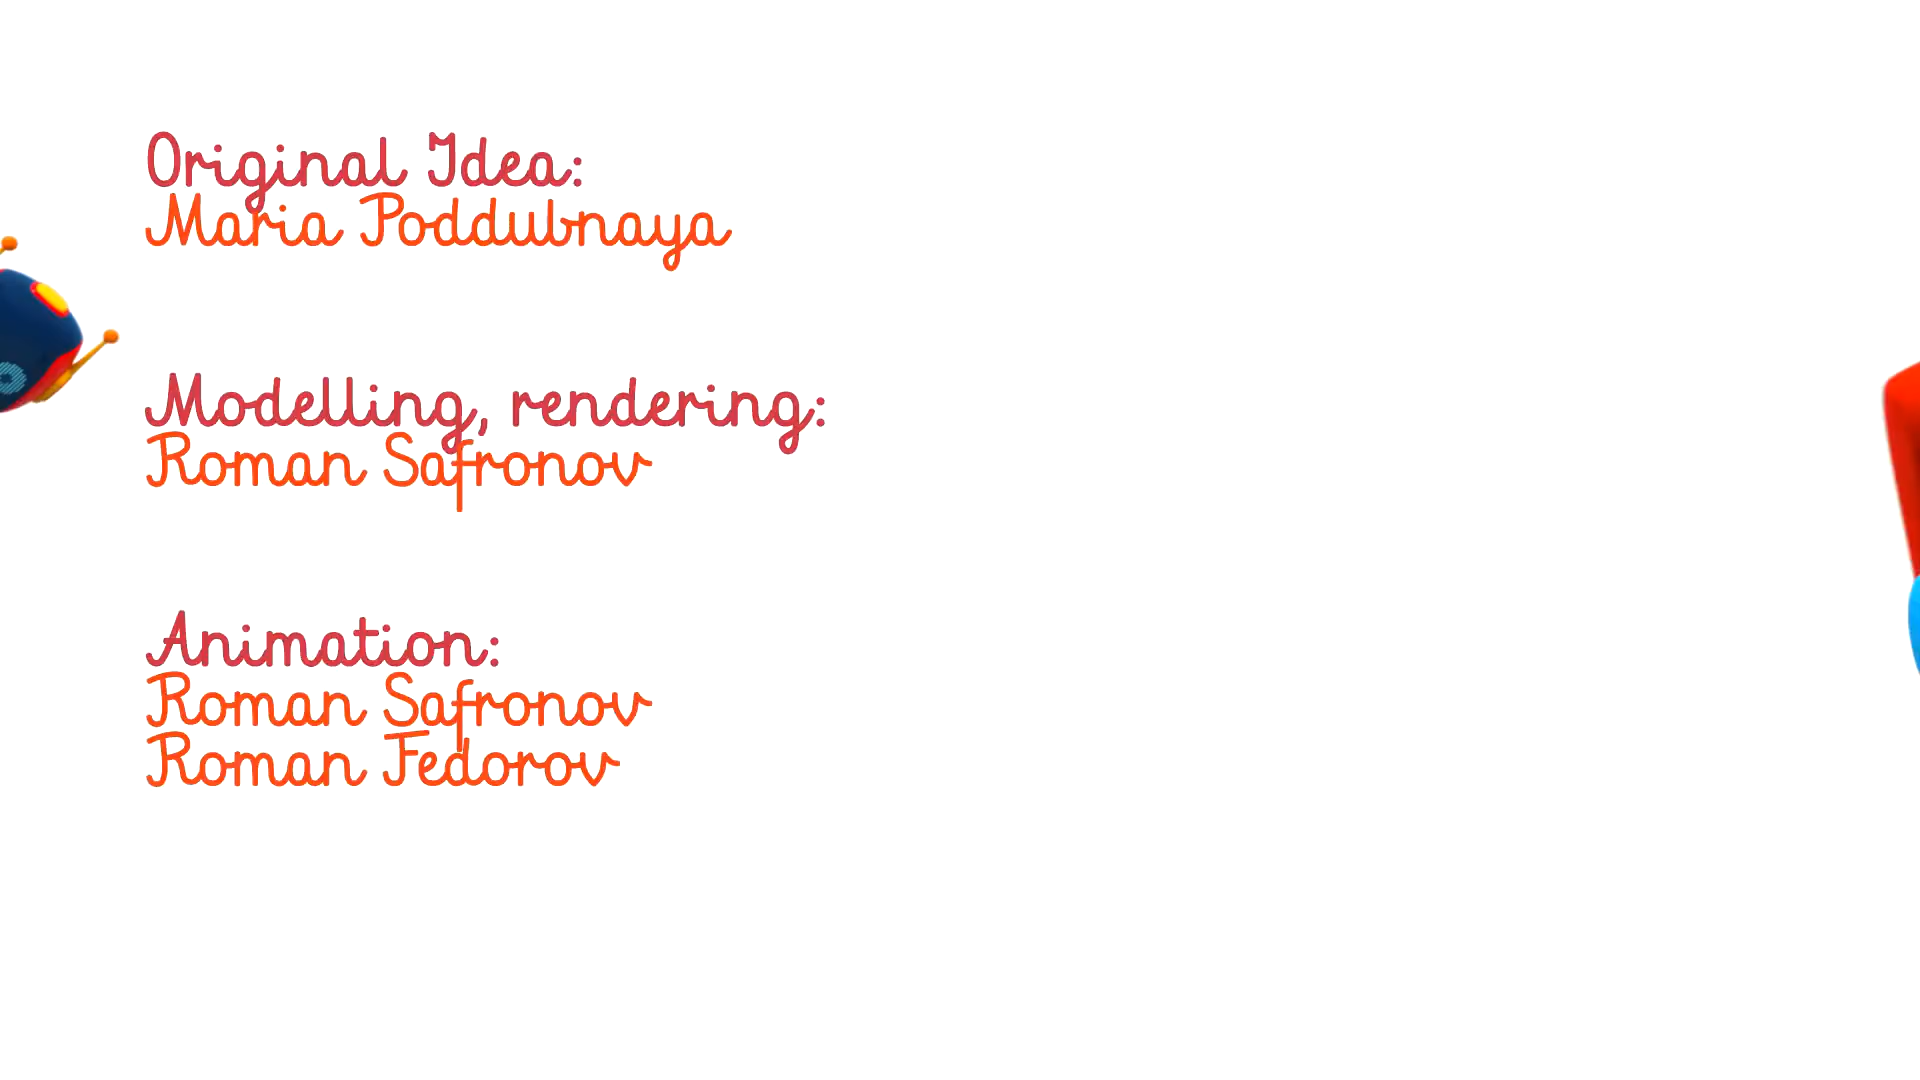 Original Idea:
Maria Poddubnaya
Modelling, rendering:
Roman Safronov
Animation:
Roman Safronov
Roman Fedorov